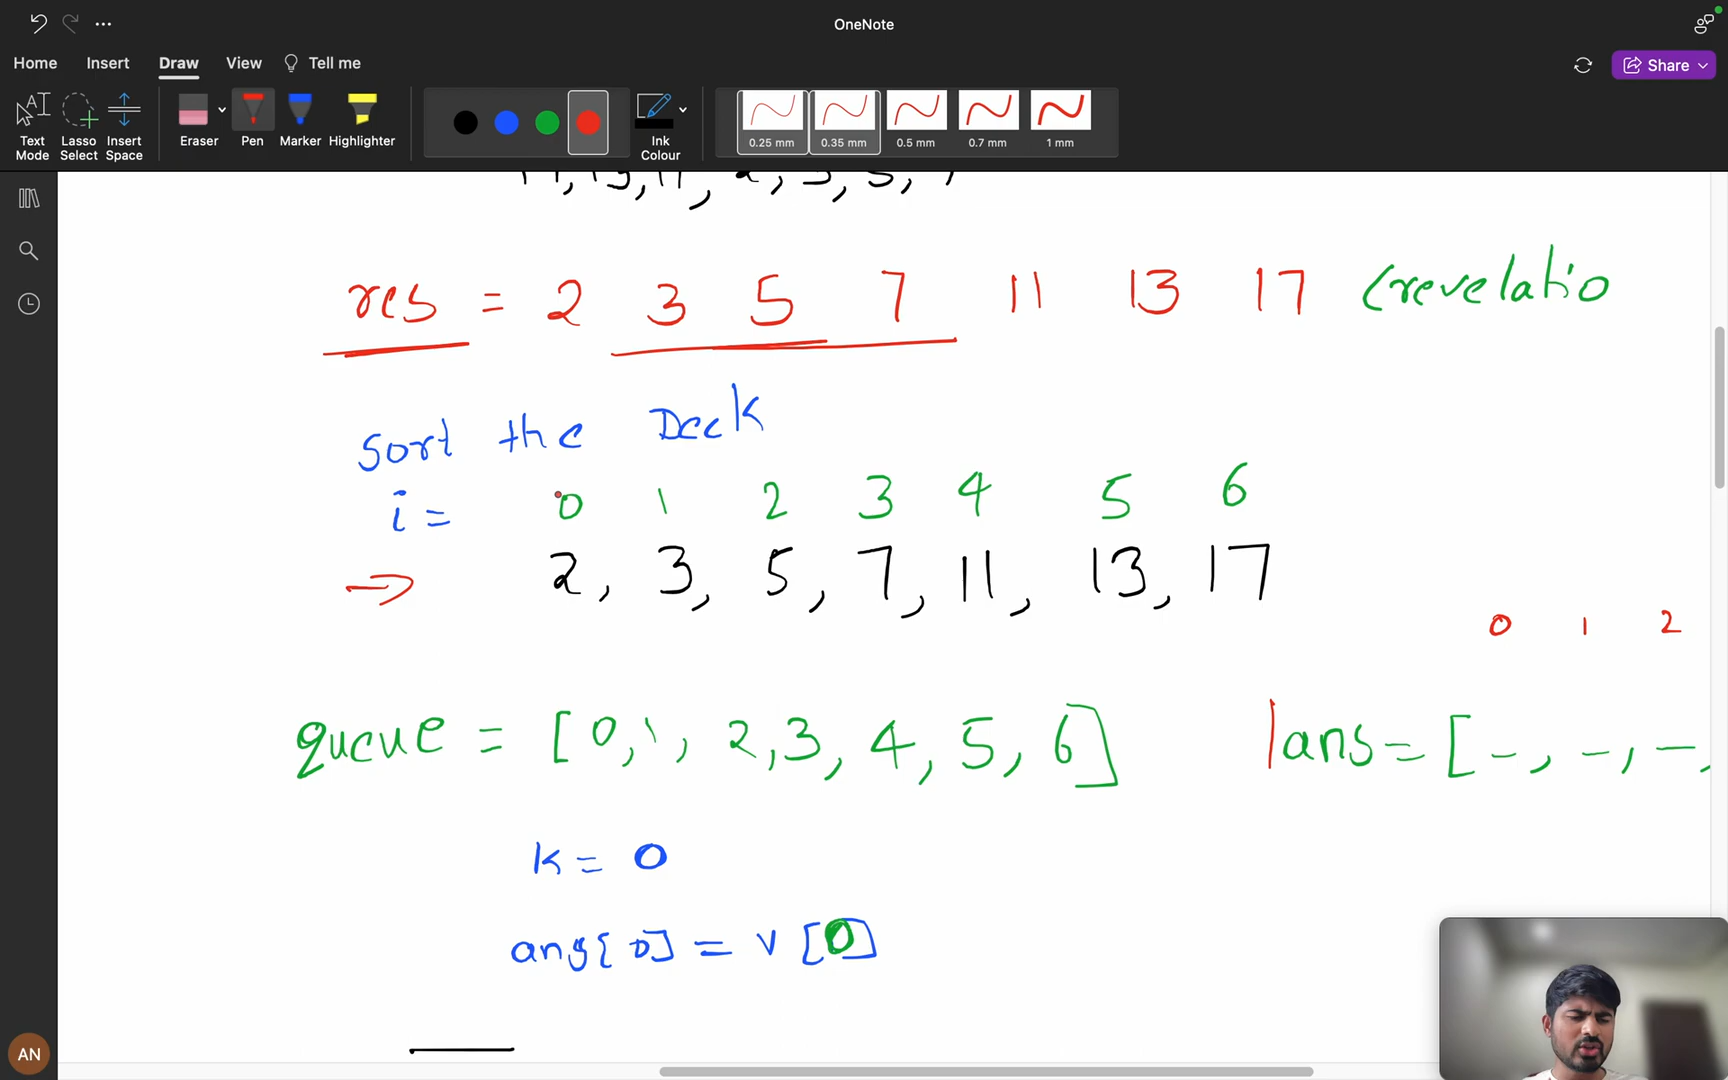 OneNote
Home Insert Draw View Tell me
Share
Text Mode
Lasso Select
Insert Space
Eraser
Pen
Marker
Highlighter
Ink Colour
0.25 mm
0.35 mm
0.5 mm
0.7 mm
1 mm
res = 2 3 5 7 11 13 17 (revelatio
Sort the Deck
i = 0 1 2 3 4 5 6
→ 2, 3, 5, 7, 11, 13, 17
0 1 2
queue = [0, 1, 2, 3, 4, 5, 6] | ans = [-, -, -,
k = 0
ans[0] = v[0]
AN